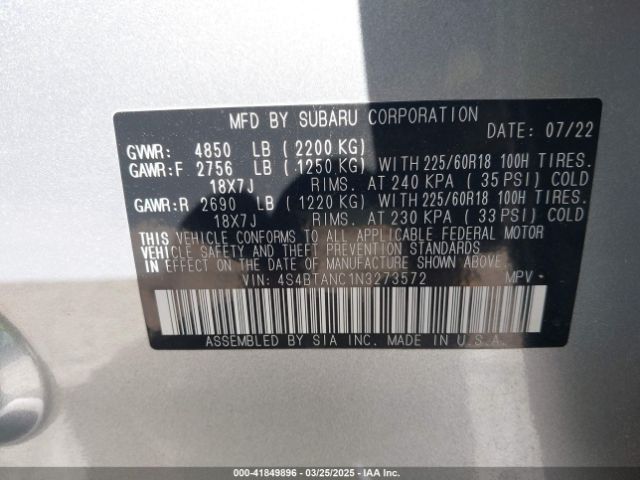 MFD BY SUBARU CORPORATION
DATE: 07/22
GVWR: 4850 LB (2200 KG)
GAWR:F 2756 LB (1250 KG) WITH 225/60R18 100H TIRES.
18X7J RIMS. AT 240 KPA (35 PSI) COLD
GAWR:R 2690 LB (1220 KG) WITH 225/60R18 100H TIRES.
18X7J RIMS. AT 230 KPA (33 PSI) COLD
THIS VEHICLE CONFORMS TO ALL APPLICABLE FEDERAL MOTOR
VEHICLE SAFETY AND THEFT PREVENTION STANDARDS
IN EFFECT ON THE DATE OF MANUFACTURE SHOWN ABOVE.
VIN: 4S4BTANC1N3273572 MPV
ASSEMBLED BY SIA INC. MADE IN U.S.A.
00-41849896 - 03/25/2025 - IAA Inc.